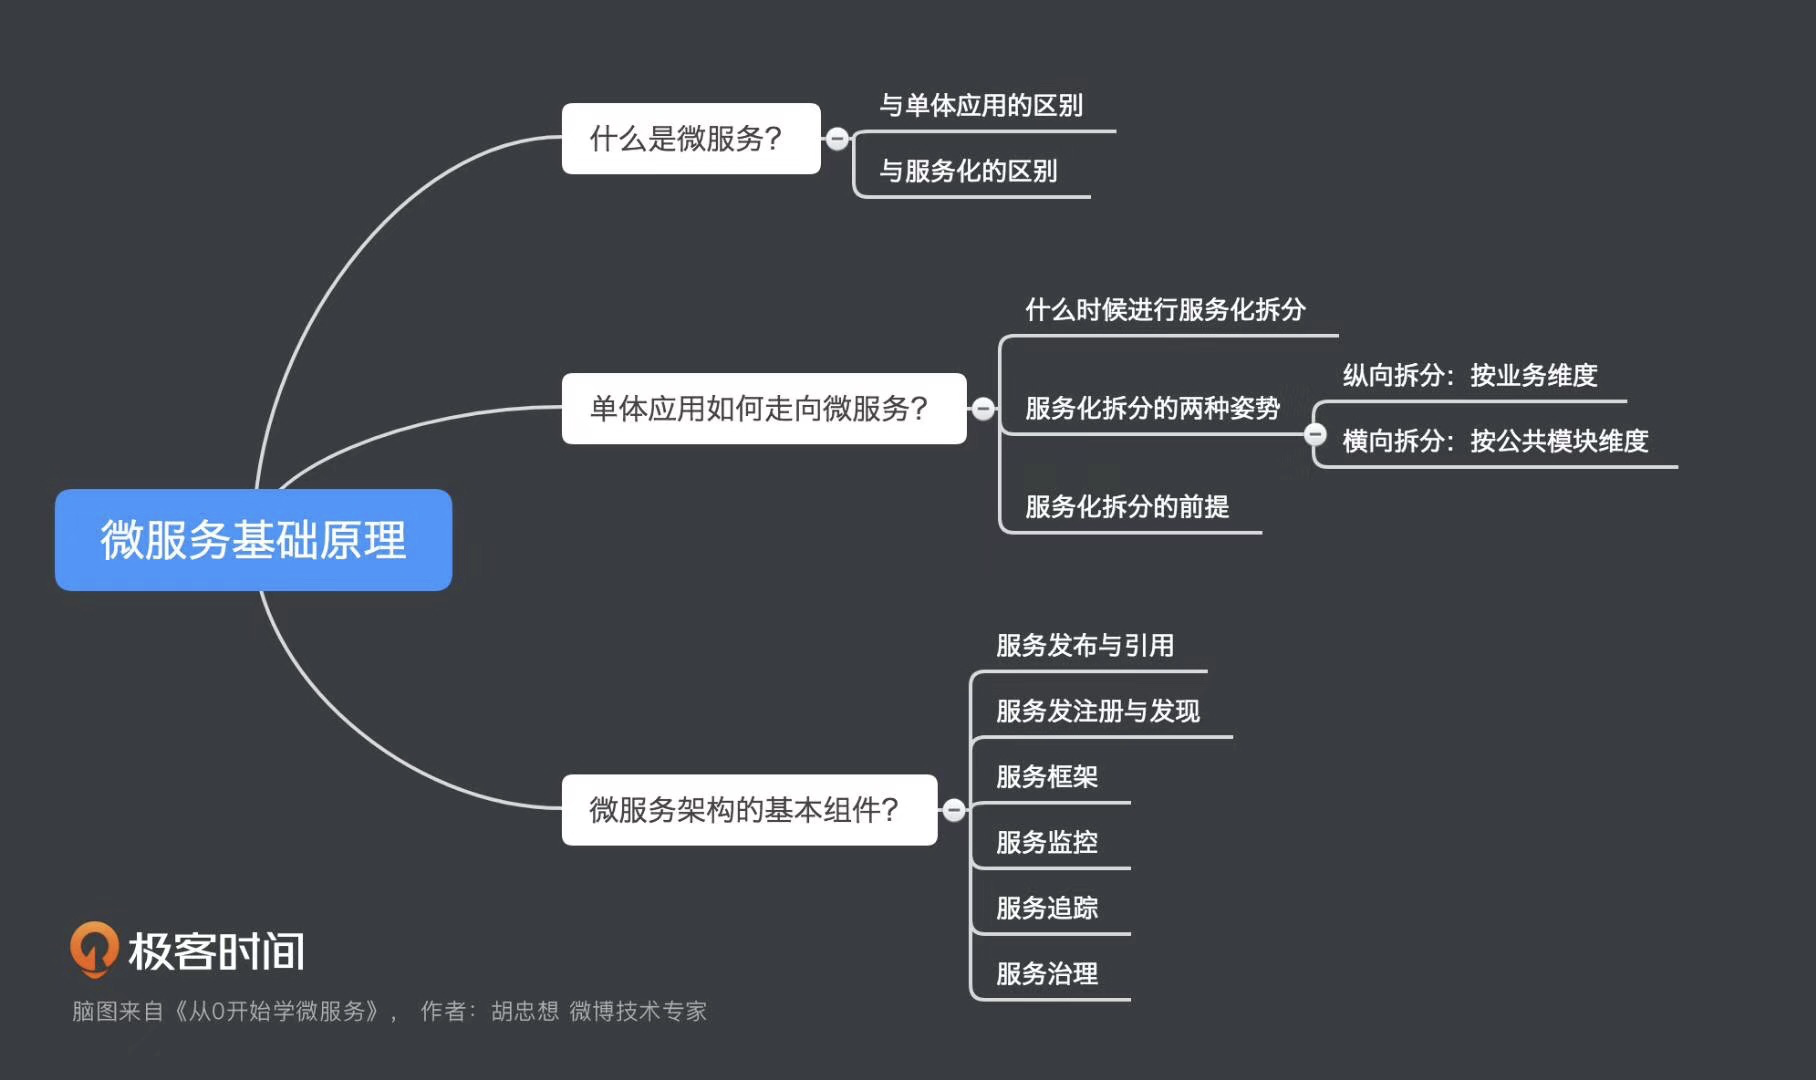 微服务基础原理
什么是微服务？
与单体应用的区别
与服务化的区别
单体应用如何走向微服务？
什么时候进行服务化拆分
服务化拆分的两种姿势
纵向拆分：按业务维度
横向拆分：按公共模块维度
服务化拆分的前提
微服务架构的基本组件？
服务发布与引用
服务发注册与发现
服务框架
服务监控
服务追踪
服务治理
极客时间
脑图来自《从0开始学微服务》， 作者：胡忠想 微博技术专家